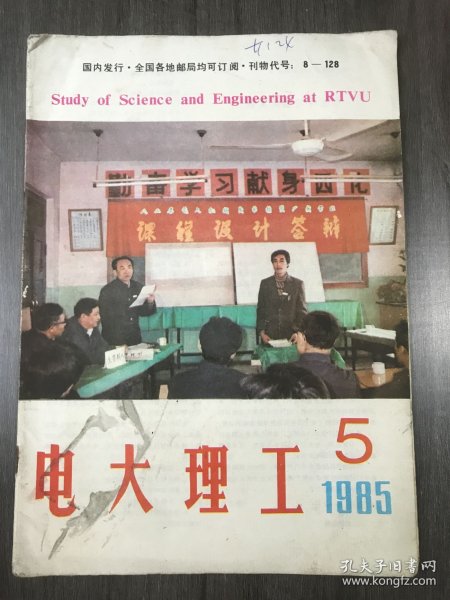 国内发行·全国各地邮局均可订阅·刊物代号：8—128
Study of Science and Engineering at RTVU
勤奋学习献身四化
课程设计答辩
电大理工
5
1985
孔夫子旧书网
www.kongfz.com